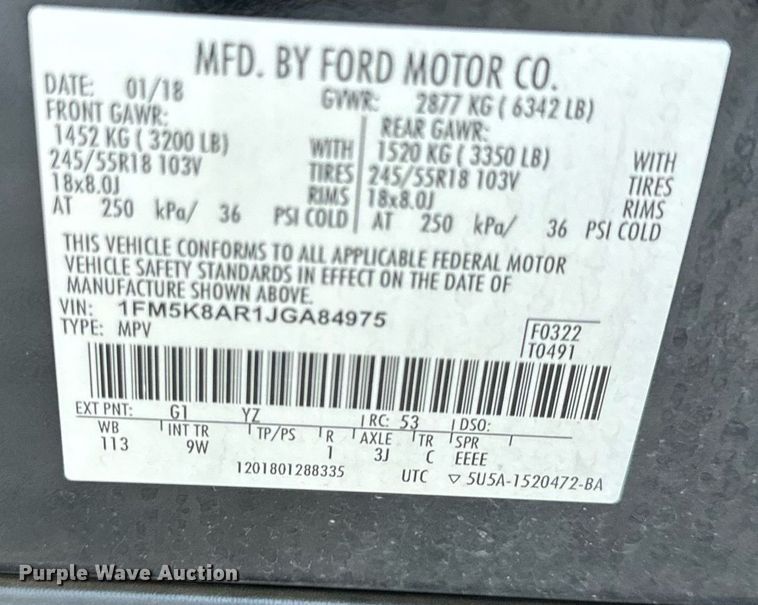 MFD. BY FORD MOTOR CO.
DATE: 01/18 GVWR: 2877 KG ( 6342 LB)
FRONT GAWR: REAR GAWR:
1452 KG ( 3200 LB) WITH 1520 KG ( 3350 LB) WITH
245/55R18 103V TIRES 245/55R18 103V TIRES
18x8.0J RIMS 18x8.0J RIMS
AT 250 kPa/ 36 PSI COLD AT 250 kPa/ 36 PSI COLD
THIS VEHICLE CONFORMS TO ALL APPLICABLE FEDERAL MOTOR
VEHICLE SAFETY STANDARDS IN EFFECT ON THE DATE OF
MANUFACTURE SHOWN ABOVE.
VIN: 1FM5K8AR1JGA84975
TYPE: MPV F0322
T0491
EXT PNT: G1 YZ RC: 53 DSO:
WB INT TR TP/PS R AXLE TR SPR
113 9W 1 3J C EEEE
1201801288335 UTC ▽ 5U5A-1520472-BA
Purple Wave Auction